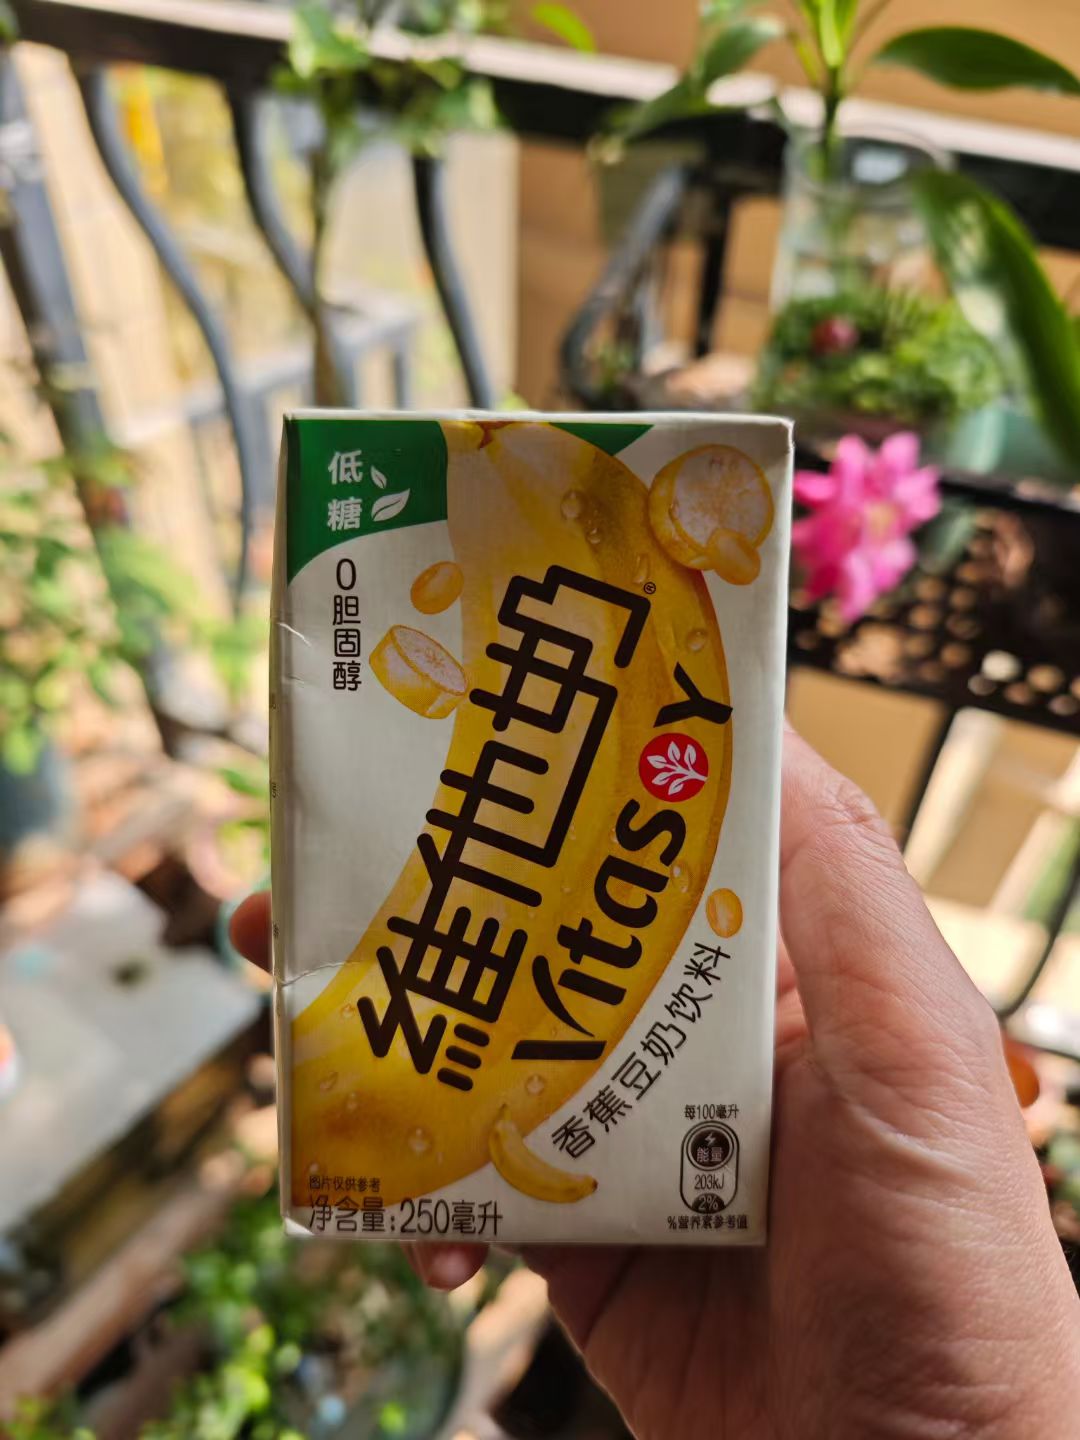 低
糖
0
胆
固
醇
維他奶®
Vitasoy
香蕉豆奶饮料
每100毫升
能量
203kJ
2%
%营养素参考值
图片仅供参考
净含量:250毫升